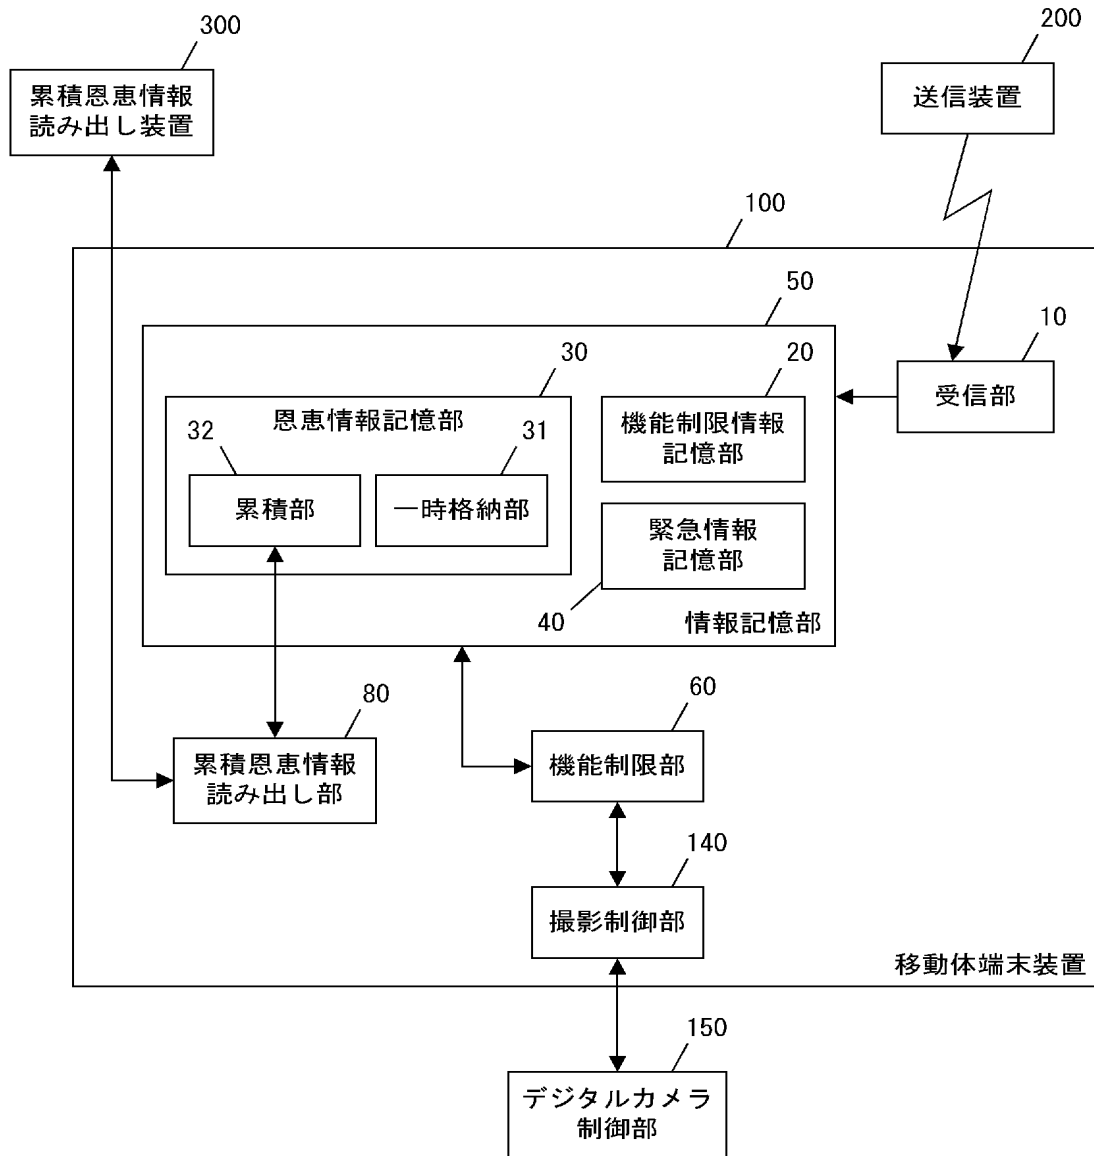 300
累積恩恵情報
読み出し装置
200
送信装置
100
50
10
受信部
30
恩恵情報記憶部
20
機能制限情報
記憶部
32
累積部
31
一時格納部
緊急情報
記憶部
40
情報記憶部
80
累積恩恵情報
読み出し部
60
機能制限部
140
撮影制御部
移動体端末装置
150
デジタルカメラ
制御部